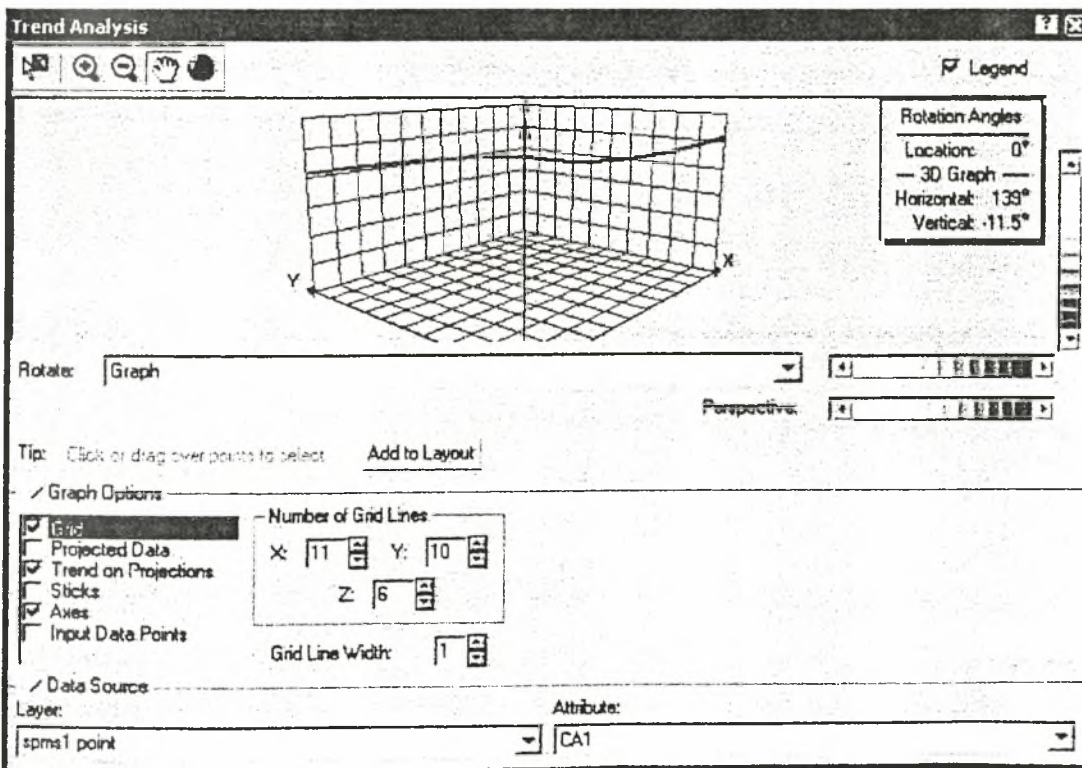 Trend Analysis
Legend
Rotation Angles
Location: 0°
3D Graph
Horizontal: 139°
Vertical: -11.5°
Y
X
Rotate: Graph
Perspective:
Tip: Click or drag over points to select
Add to Layout
Graph Options
Grid
Projected Data
Trend on Projections
Sticks
Axes
Input Data Points
Number of Grid Lines
X: 11 Y: 10
Z: 6
Grid Line Width: 1
Data Source
Layer:
Attribute:
spms1 point
CA1